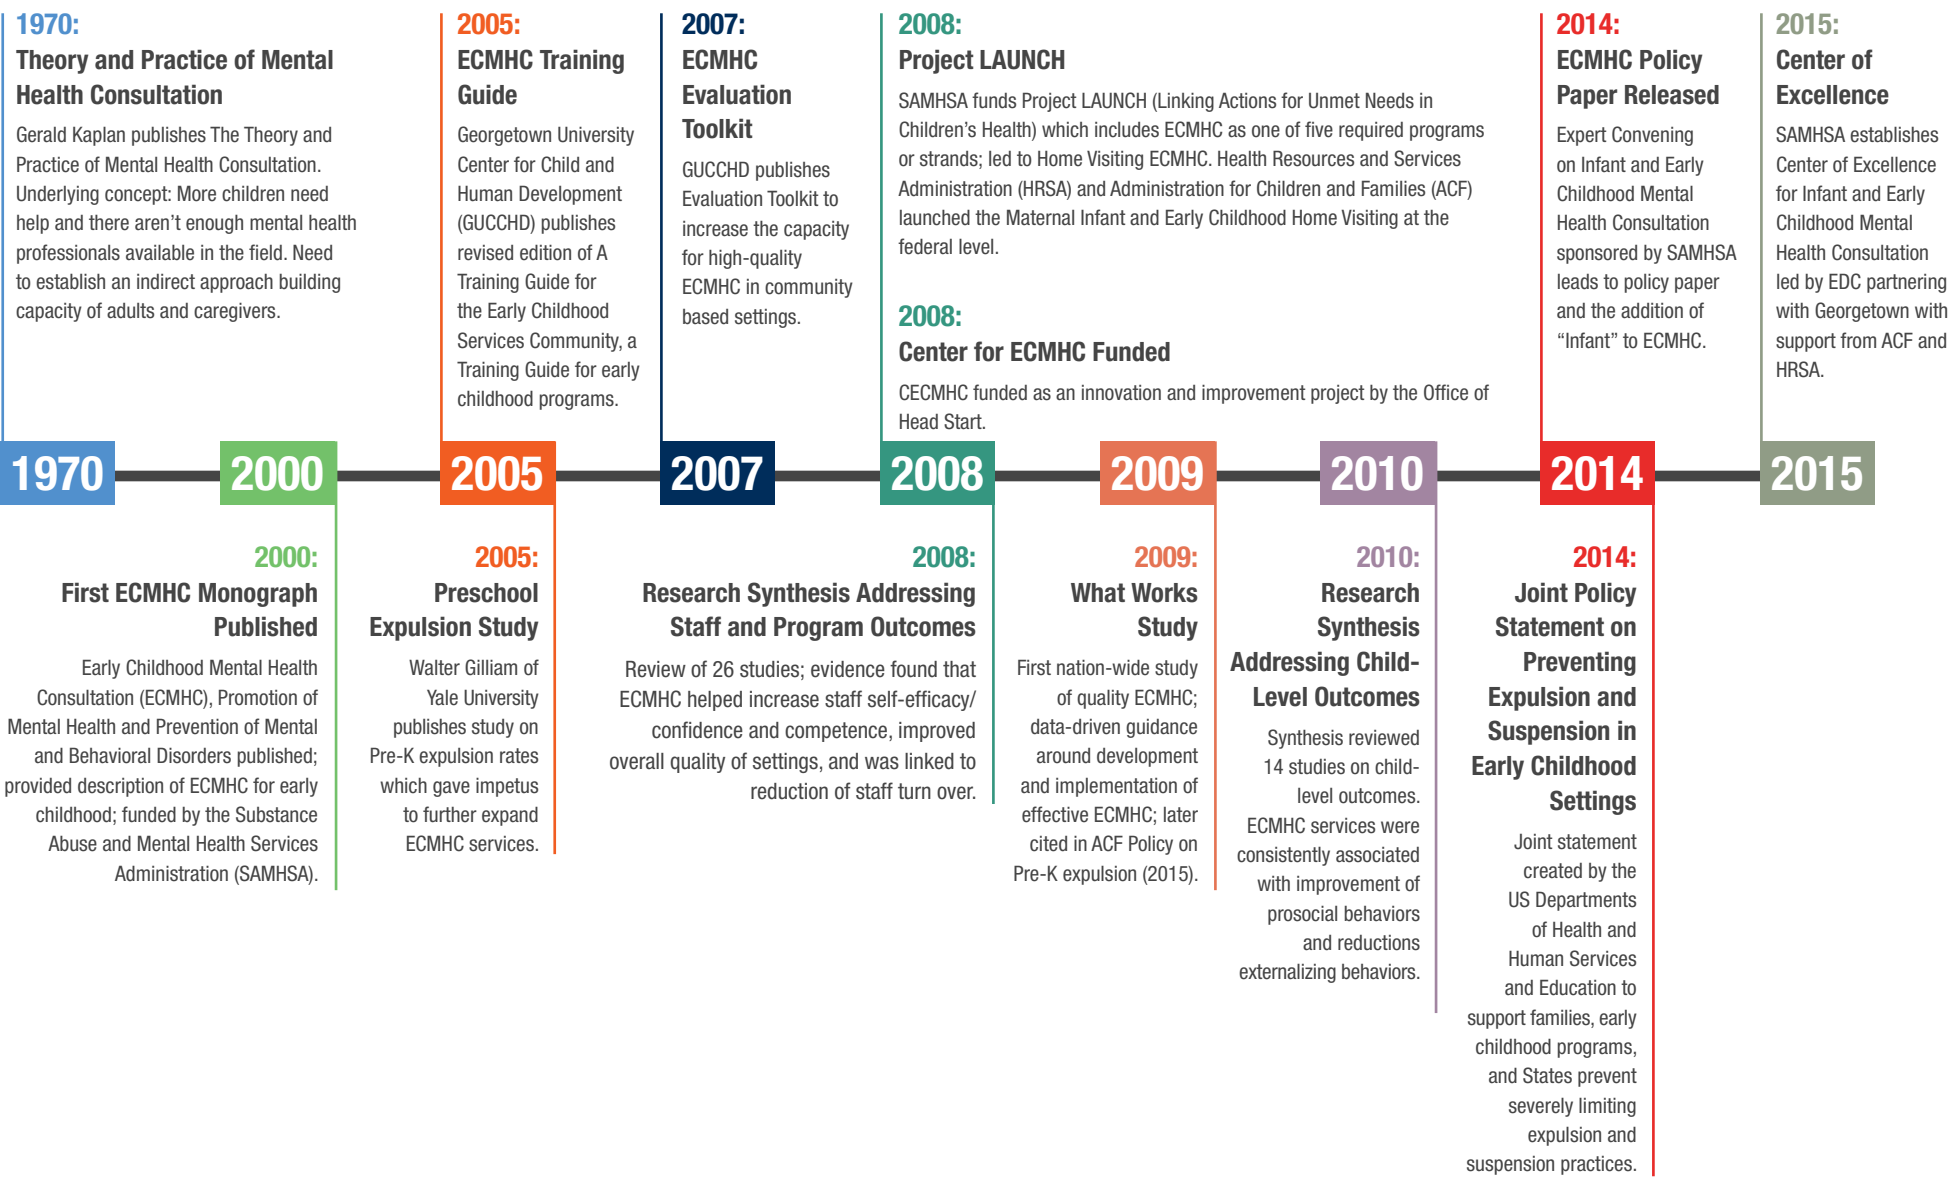 1970:
Theory and Practice of Mental
Health Consultation
Gerald Kaplan publishes The Theory and
Practice of Mental Health Consultation.
Underlying concept: More children need
help and there aren’t enough mental health
professionals available in the field. Need
to establish an indirect approach building
capacity of adults and caregivers.
2005:
ECMHC Training
Guide
Georgetown University
Center for Child and
Human Development
(GUCCHD) publishes
revised edition of A
Training Guide for
the Early Childhood
Services Community, a
Training Guide for early
childhood programs.
2007:
ECMHC
Evaluation
Toolkit
GUCCHD publishes
Evaluation Toolkit to
increase the capacity
for high-quality
ECMHC in community
based settings.
2008:
Project LAUNCH
SAMHSA funds Project LAUNCH (Linking Actions for Unmet Needs in
Children’s Health) which includes ECMHC as one of five required programs
or strands; led to Home Visiting ECMHC. Health Resources and Services
Administration (HRSA) and Administration for Children and Families (ACF)
launched the Maternal Infant and Early Childhood Home Visiting at the
federal level.
2008:
Center for ECMHC Funded
CECMHC funded as an innovation and improvement project by the Office of
Head Start.
2014:
ECMHC Policy
Paper Released
Expert Convening
on Infant and Early
Childhood Mental
Health Consultation
sponsored by SAMHSA
leads to policy paper
and the addition of
“Infant” to ECMHC.
2015:
Center of
Excellence
SAMHSA establishes
Center of Excellence
for Infant and Early
Childhood Mental
Health Consultation
led by EDC partnering
with Georgetown with
support from ACF and
HRSA.
1970 2000 2005 2007 2008 2009 2010 2014 2015
2000:
First ECMHC Monograph
Published
Early Childhood Mental Health
Consultation (ECMHC), Promotion of
Mental Health and Prevention of Mental
and Behavioral Disorders published;
provided description of ECMHC for early
childhood; funded by the Substance
Abuse and Mental Health Services
Administration (SAMHSA).
2005:
Preschool
Expulsion Study
Walter Gilliam of
Yale University
publishes study on
Pre-K expulsion rates
which gave impetus
to further expand
ECMHC services.
2008:
Research Synthesis Addressing
Staff and Program Outcomes
Review of 26 studies; evidence found that
ECMHC helped increase staff self-efficacy/
confidence and competence, improved
overall quality of settings, and was linked to
reduction of staff turn over.
2009:
What Works
Study
First nation-wide study
of quality ECMHC;
data-driven guidance
around development
and implementation of
effective ECMHC; later
cited in ACF Policy on
Pre-K expulsion (2015).
2010:
Research
Synthesis
Addressing Child-
Level Outcomes
Synthesis reviewed
14 studies on child-
level outcomes.
ECMHC services were
consistently associated
with improvement of
prosocial behaviors
and reductions
externalizing behaviors.
2014:
Joint Policy
Statement on
Preventing
Expulsion and
Suspension in
Early Childhood
Settings
Joint statement
created by the
US Departments
of Health and
Human Services
and Education to
support families, early
childhood programs,
and States prevent
severely limiting
expulsion and
suspension practices.